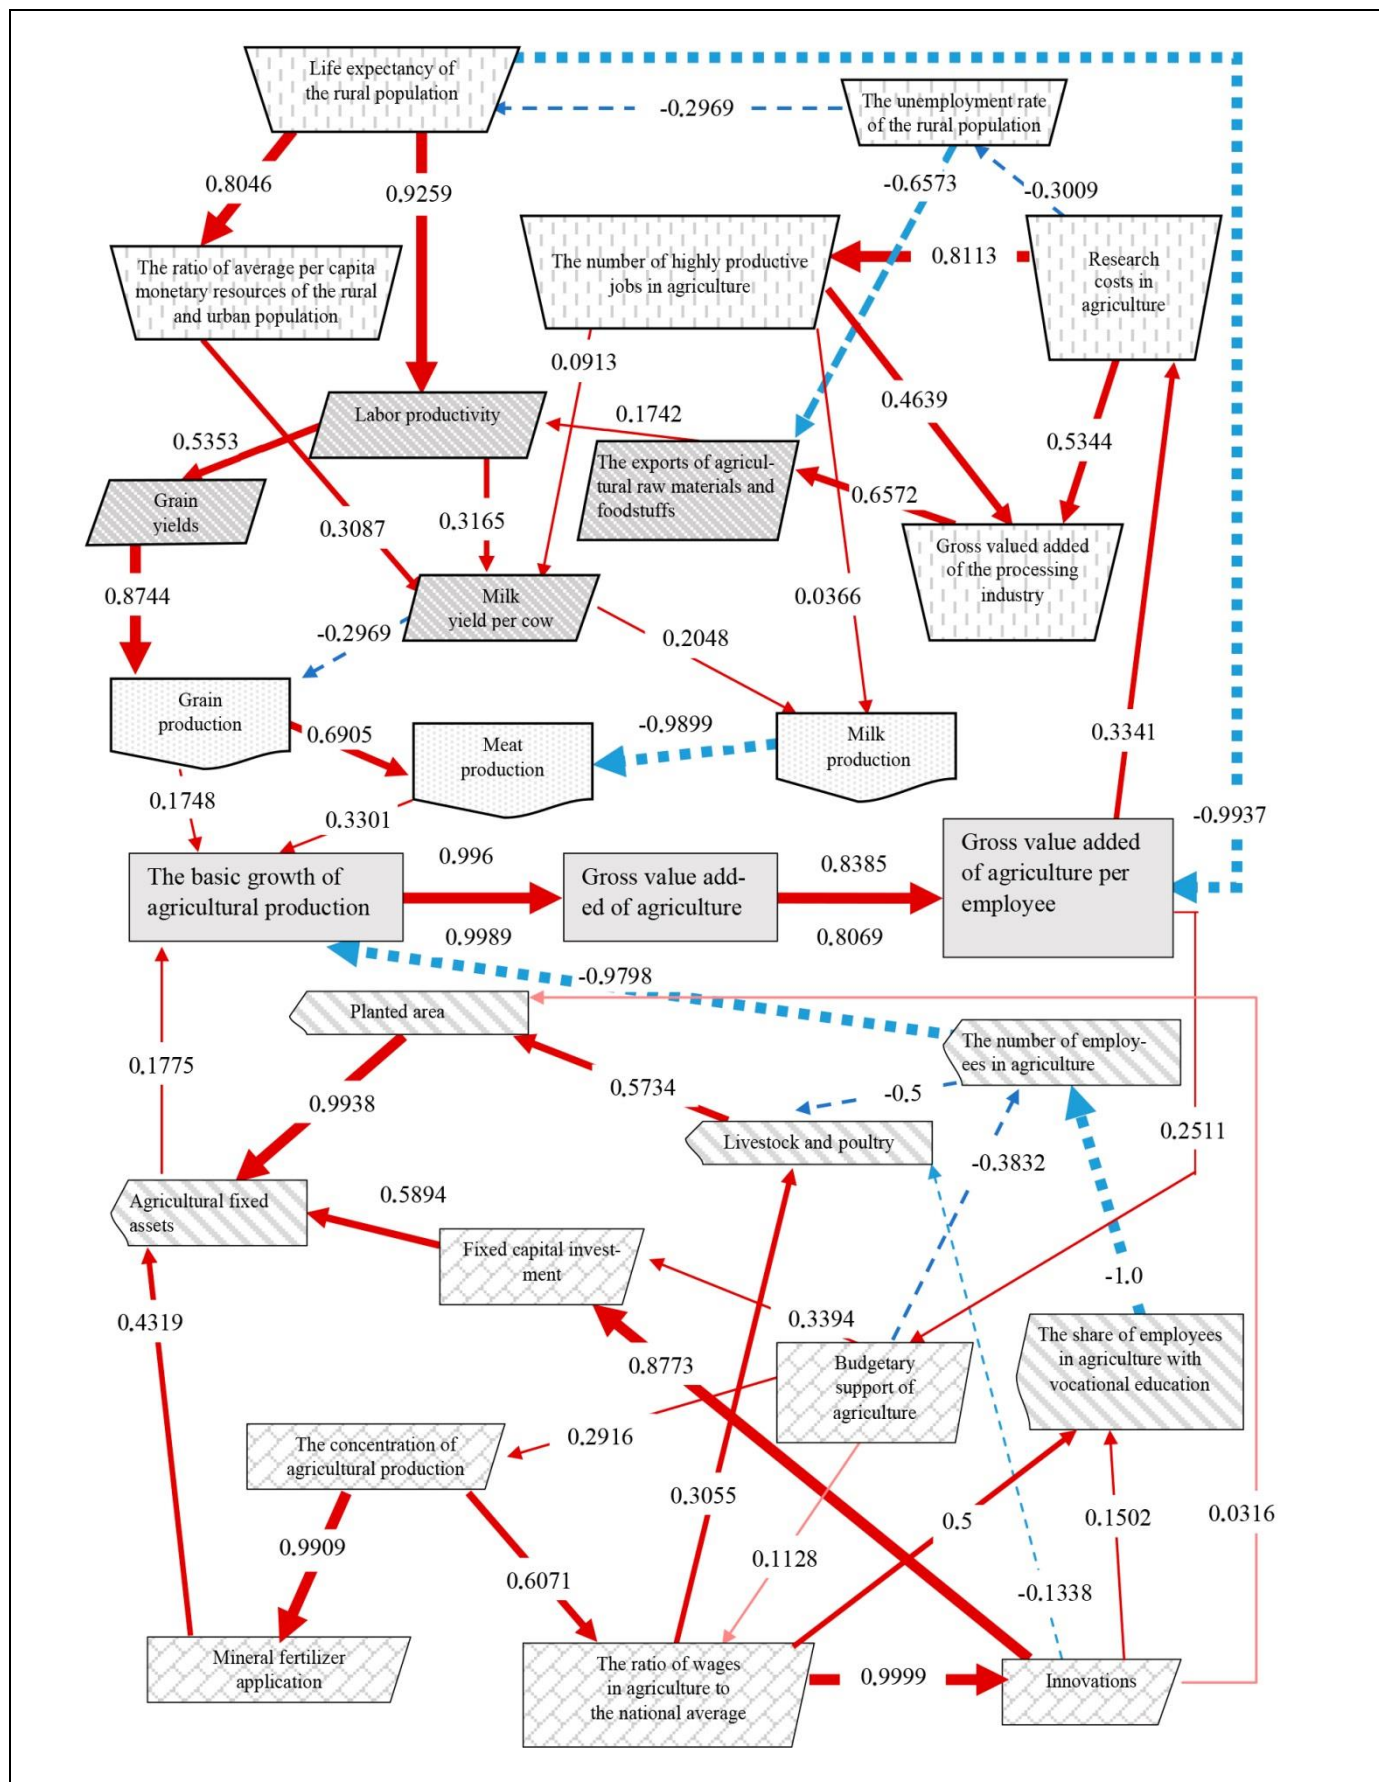 Life expectancy of
the rural population
-0.2969
The unemployment rate
of the rural population
0.8046
0.9259
-0.6573
-0.3009
The ratio of average per capita
monetary resources of the rural
and urban population
The number of highly productive
jobs in agriculture
0.8113
Research
costs in
agriculture
0.0913
0.4639
0.5344
Labor productivity
0.1742
0.5353
The exports of agricul-
tural raw materials and
foodstuffs
0.6572
Grain
yields
0.3087
0.3165
Gross valued added
of the processing
industry
0.8744
Milk
yield per cow
0.0366
-0.2969
0.2048
Grain
production
0.6905
Meat
production
-0.9899
Milk
production
0.3341
0.1748
0.3301
-0.9937
The basic growth of
agricultural production
0.996
0.9989
Gross value add-
ed of agriculture
0.8385
0.8069
Gross value added
of agriculture per
employee
-0.9798
Planted area
The number of employ-
ees in agriculture
0.1775
0.9938
0.5734
-0.5
0.2511
Livestock and poultry
-0.3832
Agricultural fixed
assets
0.5894
Fixed capital invest-
ment
-1.0
0.4319
0.3394
0.8773
Budgetary
support of
agriculture
The share of employees
in agriculture with
vocational education
The concentration of
agricultural production
0.2916
0.3055
0.5
0.1502
0.0316
0.9909
0.6071
0.1128
-0.1338
Mineral fertilizer
application
The ratio of wages
in agriculture to
the national average
0.9999
Innovations